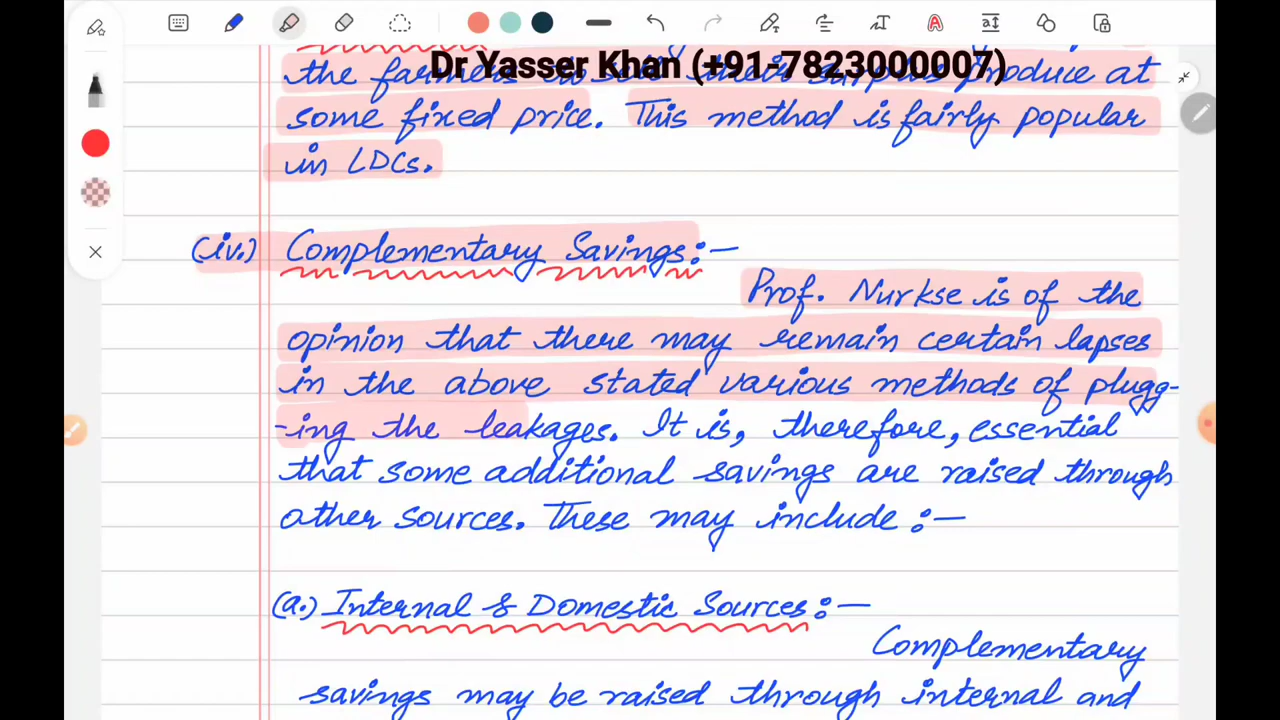 Dr Yasser Khan (+91-7823000007)
the farmers to sell their surplus produce at
some fixed price. This method is fairly popular
in LDCs.
(iv.) Complementary Savings:-
Prof. Nurkse is of the
opinion that there may remain certain lapses
in the above stated various methods of plugg-
-ing the leakages. It is, therefore, essential
that some additional savings are raised through
other sources. These may include :-
(a.) Internal & Domestic Sources:-
Complementary
savings may be raised through internal and